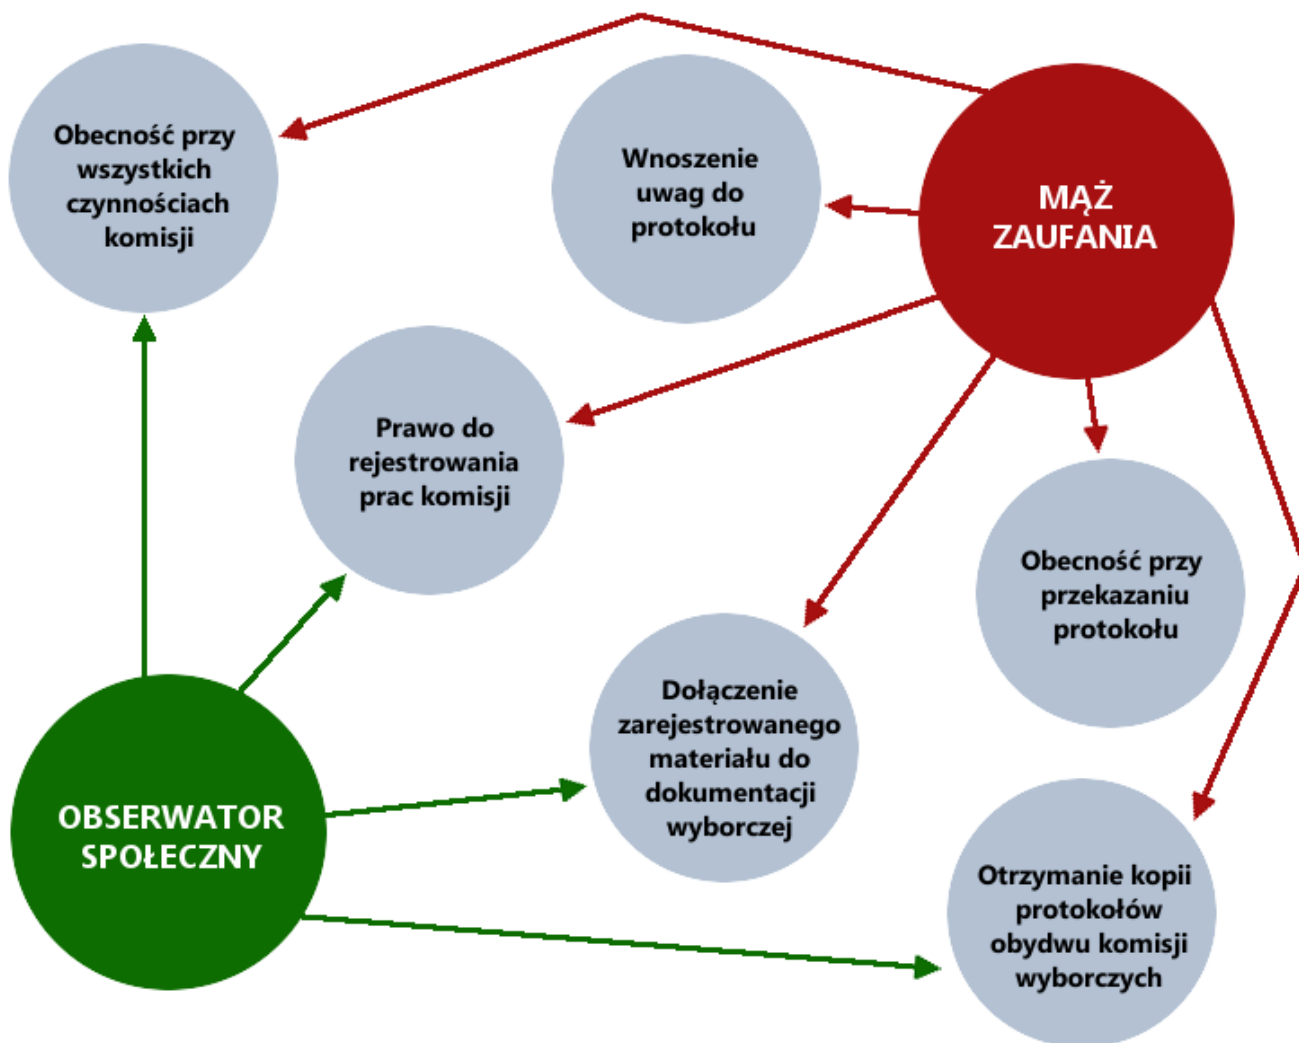 Obecność przy
wszystkich
czynnościach
komisji
Wnoszenie
uwag do
protokołu
MĄŻ
ZAUFANIA
Prawo do
rejestrowania
prac komisji
Obecność przy
przekazaniu
protokołu
Dołączenie
zarejestrowanego
materiału do
dokumentacji
wyborczej
OBSERWATOR
SPOŁECZNY
Otrzymanie kopii
protokołów
obydwu komisji
wyborczych